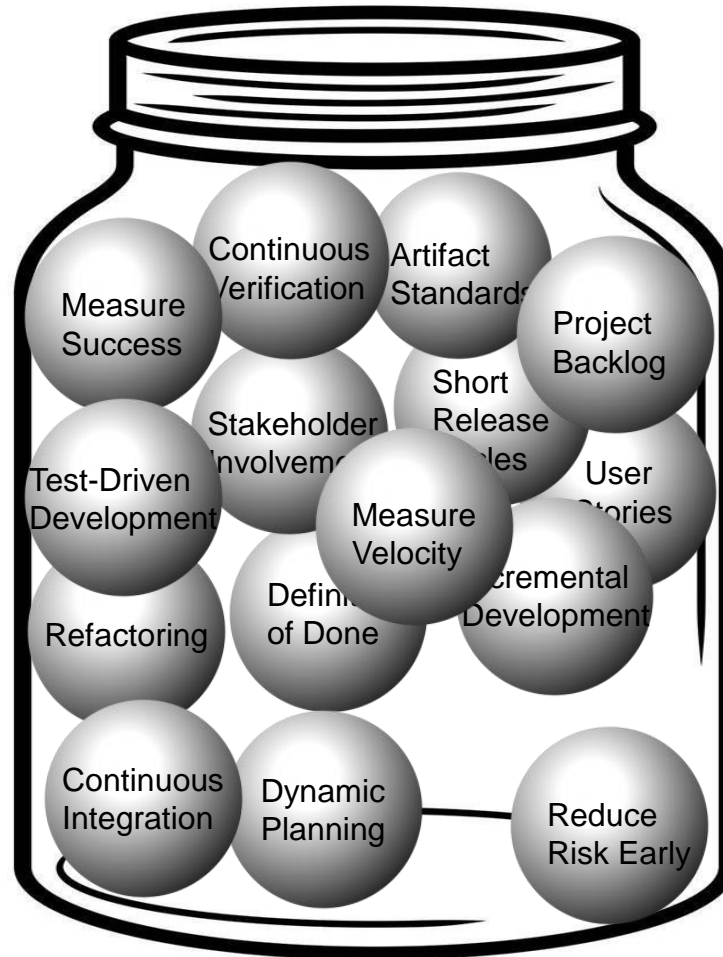 Continuous
Verification
Artifact
Standards
Measure
Success
Project
Backlog
Short
Release
Stakeholder
User
Test-Driven
Development
Measure
Velocity
Refactoring
of Done
Development
Continuous
Integration
Dynamic
Planning
Reduce
Risk Early